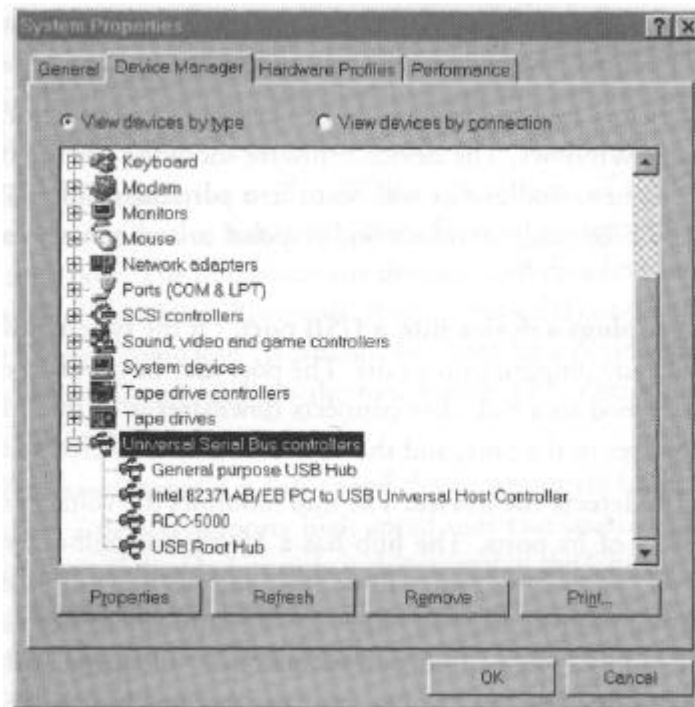 System Properties
? ×
General Device Manager Hardware Profiles Performance
View devices by type View devices by connection
Keyboard
Modem
Monitors
Mouse
Network adapters
Ports (COM & LPT)
SCSI controllers
Sound, video and game controllers
System devices
Tape drive controllers
Tape drives
Universal Serial Bus controllers
General purpose USB Hub
Intel 82371AB/EB PCI to USB Universal Host Controller
RDC-5000
USB Root Hub
Properties Refresh Remove Print...
OK Cancel